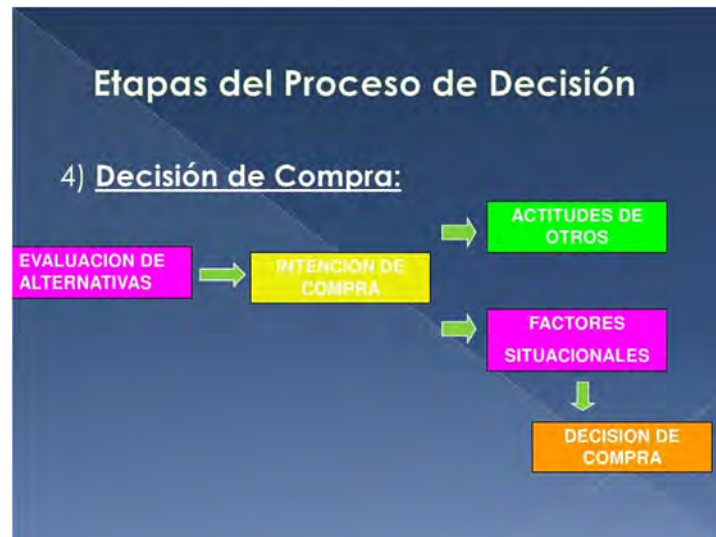 Etapas del Proceso de Decisión
4) Decisión de Compra:
ACTITUDES DE
OTROS
EVALUACION DE
ALTERNATIVAS
INTENCION DE
COMPRA
FACTORES
SITUACIONALES
DECISION DE
COMPRA